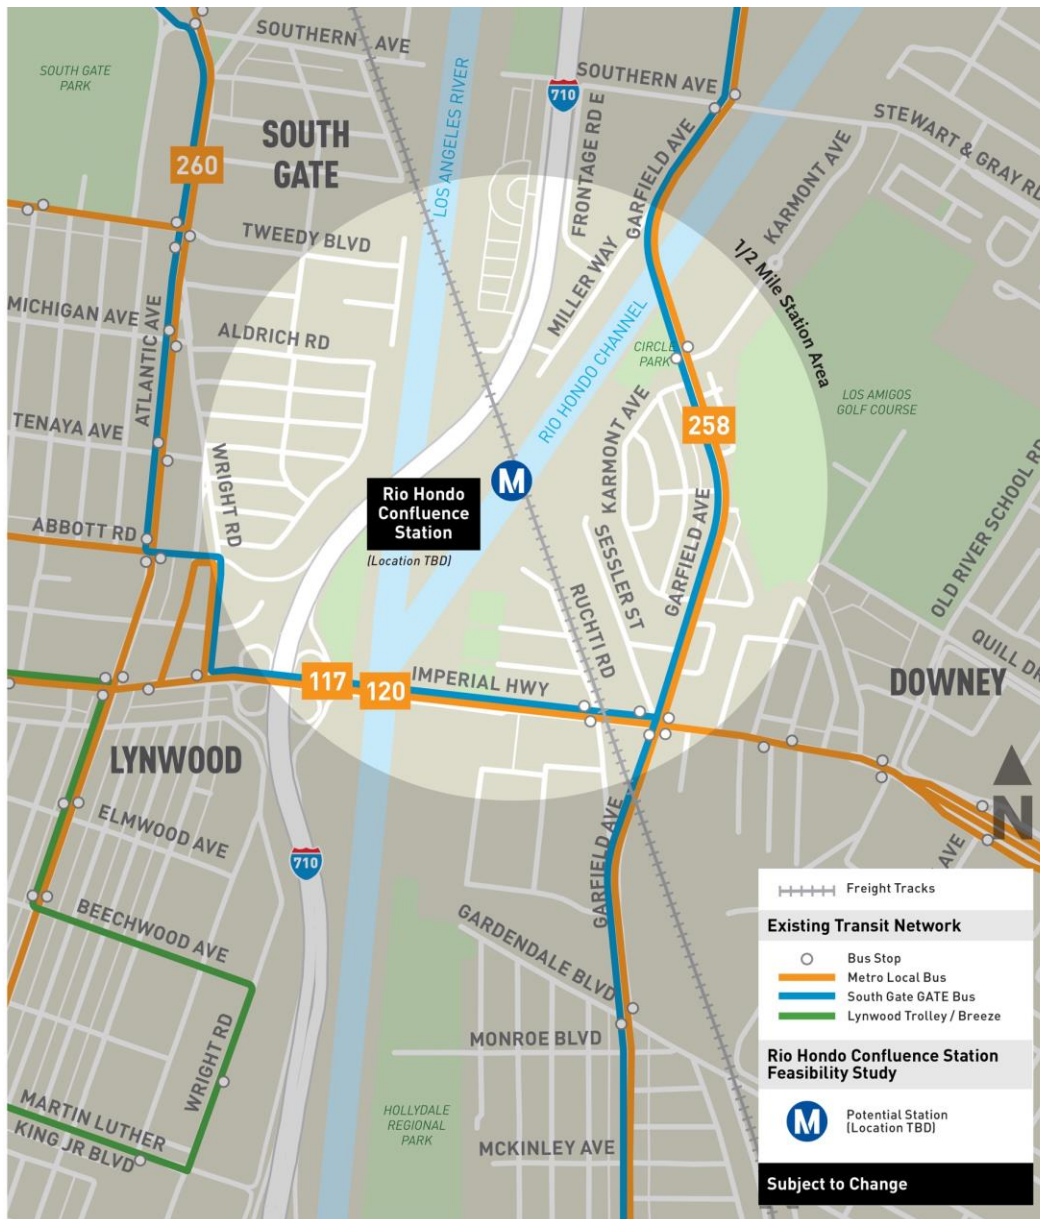 SOUTHERN AVE
SOUTH GATE
PARK
SOUTH
GATE
260
LOS ANGELES RIVER
710
SOUTHERN AVE
FRONTAGE RD E
GARFIELD AVE
STEWART & GRAY RD
KARMONT AVE
TWEEDY BLVD
MILLER WAY
1/2 Mile Station Area
MICHIGAN AVE
ATLANTIC AVE
ALDRICH RD
RIO HONDO CHANNEL
CIRCLE
PARK
LOS AMIGOS
GOLF COURSE
TENAYA AVE
WRIGHT RD
KARMONT AVE
258
M
Rio Hondo
Confluence
Station
(Location TBD)
ABBOTT RD
SESSLER ST
GARFIELD AVE
OLD RIVER SCHOOL RD
RUCHTI RD
QUILL DR
117
120
IMPERIAL HWY
DOWNEY
LYNWOOD
N
ELMWOOD AVE
710
GARFIELD AVE
AVE
BEECHWOOD AVE
GARDENDALE BLVD
WRIGHT RD
MONROE BLVD
MARTIN LUTHER
KING JR BLVD
HOLLYDALE
REGIONAL
PARK
MCKINLEY AVE
Freight Tracks
Existing Transit Network
Bus Stop
Metro Local Bus
South Gate GATE Bus
Lynwood Trolley / Breeze
Rio Hondo Confluence Station
Feasibility Study
M
Potential Station
(Location TBD)
Subject to Change